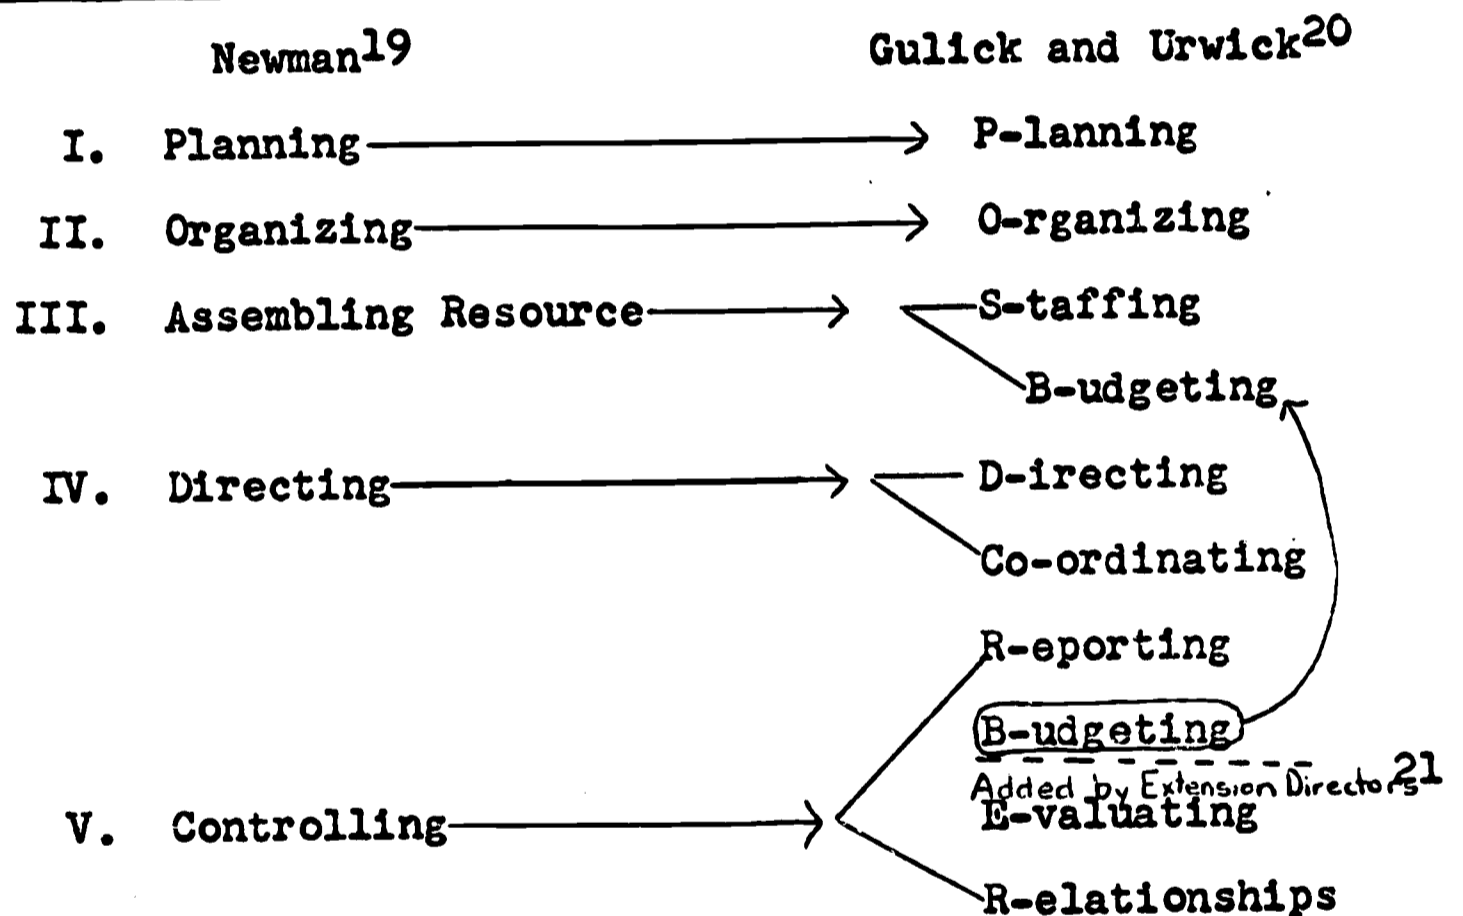 Newman19 Gulick and Urwick20
I. Planning P-lanning
II. Organizing O-rganizing
III. Assembling Resource S-taffing
B-udgeting
IV. Directing D-irecting
Co-ordinating
R-eporting
B-udgeting
Added by Extension Directors21
V. Controlling E-valuating
R-elationships